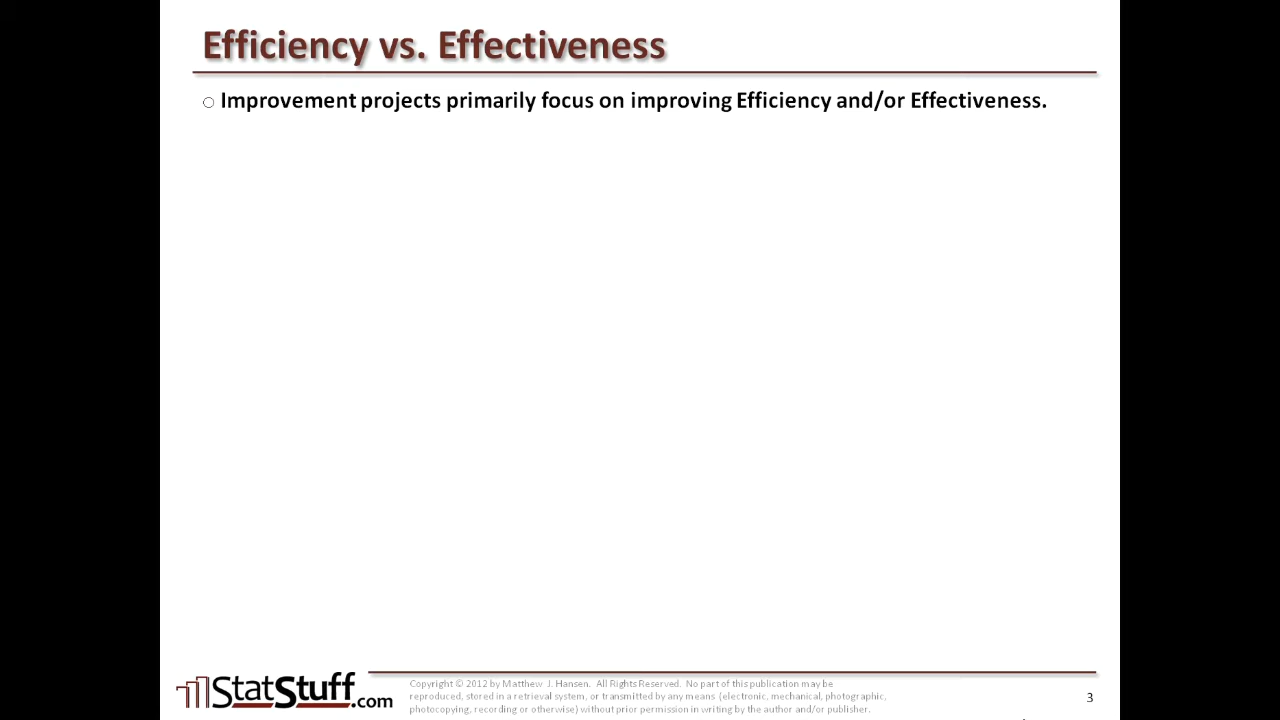 Efficiency vs. Effectiveness
Improvement projects primarily focus on improving Efficiency and/or Effectiveness.
StatStuff.com
Copyright © 2012 by Matthew J. Hansen. All Rights Reserved. No part of this publication may be
reproduced, stored in a retrieval system, or transmitted by any means (electronic, mechanical, photographic,
photocopying, recording or otherwise) without prior permission in writing by the author and/or publisher.
3